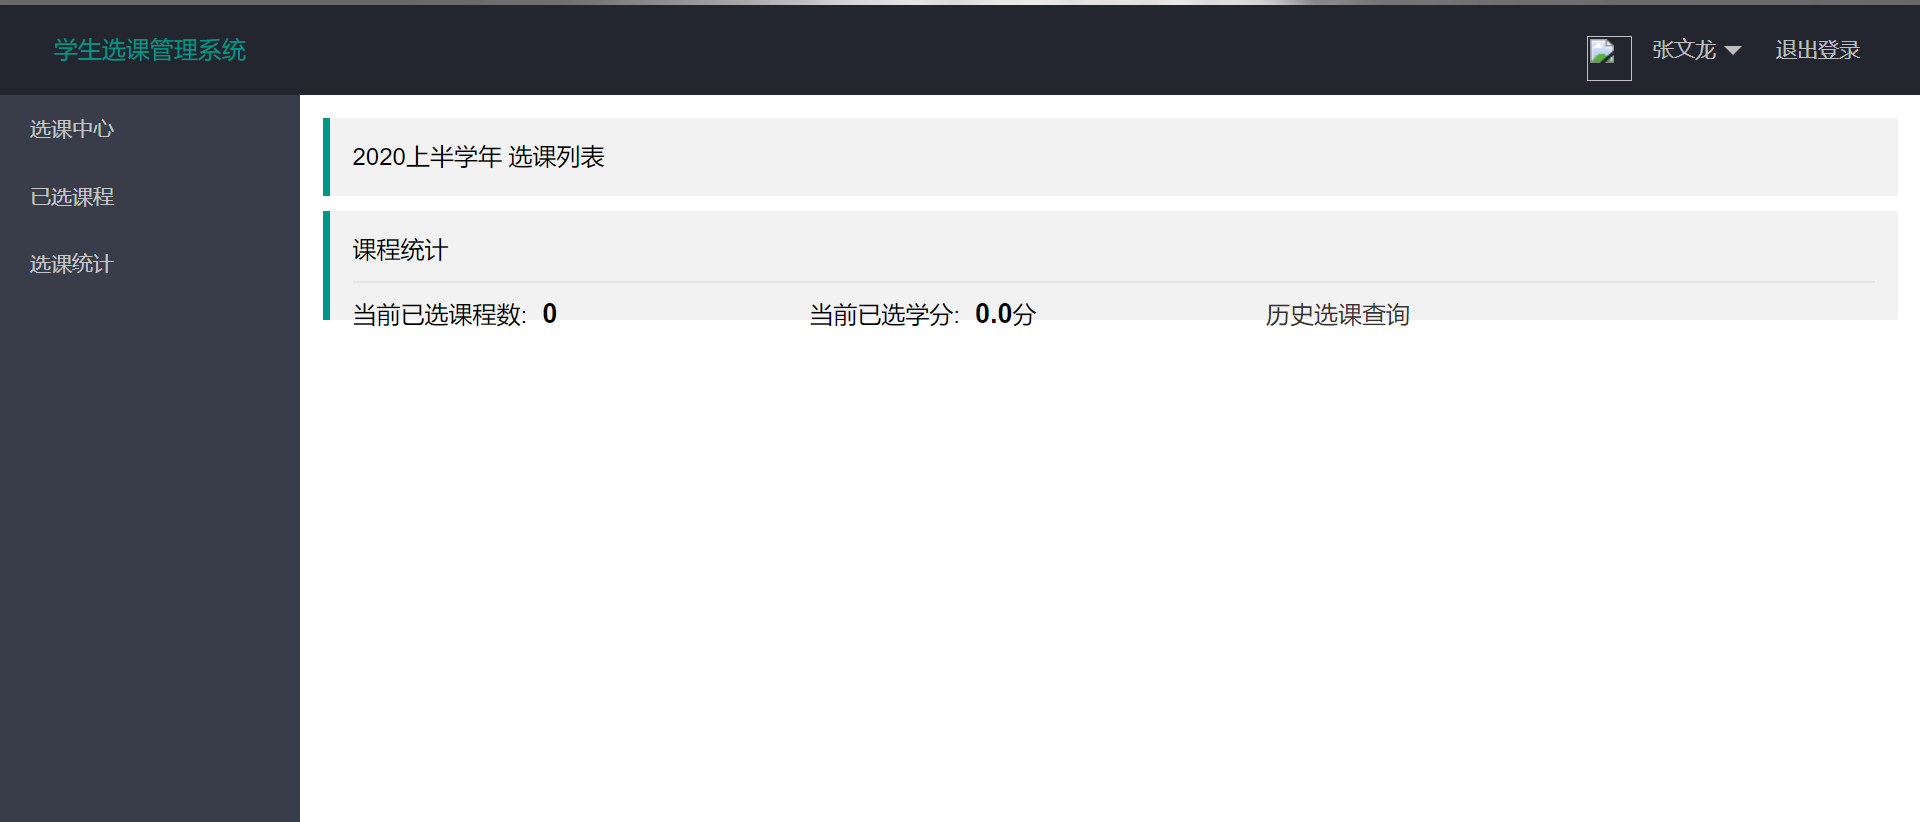 学生选课管理系统
张文龙 退出登录
选课中心
已选课程
选课统计
2020上半学年 选课列表
课程统计
当前已选课程数: 0 当前已选学分: 0.0分 历史选课查询